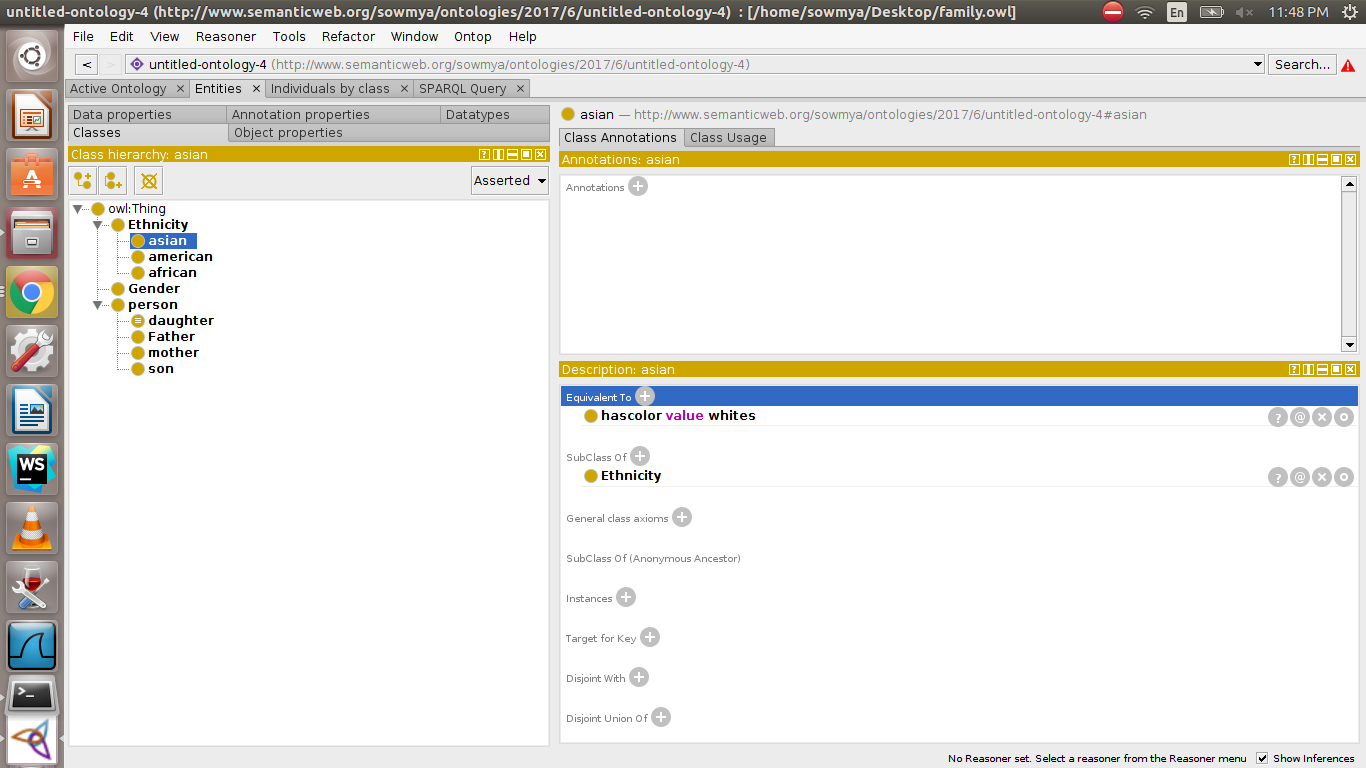 untitled-ontology-4 (http://www.semanticweb.org/sowmya/ontologies/2017/6/untitled-ontology-4)  : [/home/sowmya/Desktop/family.owl] En 11:48 PM
File Edit View Reasoner Tools Refactor Window Ontop Help
< > untitled-ontology-4 (http://www.semanticweb.org/sowmya/ontologies/2017/6/untitled-ontology-4) Search...
Active Ontology × Entities × Individuals by class × SPARQL Query ×
Data properties Annotation properties Datatypes
Classes Object properties
Class hierarchy: asian
Asserted
owl:Thing
Ethnicity
asian
american
african
Gender
person
daughter
Father
mother
son
asian — http://www.semanticweb.org/sowmya/ontologies/2017/6/untitled-ontology-4#asian
Class Annotations Class Usage
Annotations: asian
Annotations
Description: asian
Equivalent To
hascolor value whites
SubClass Of
Ethnicity
General class axioms
SubClass Of (Anonymous Ancestor)
Instances
Target for Key
Disjoint With
Disjoint Union Of
No Reasoner set. Select a reasoner from the Reasoner menu Show Inferences
WS